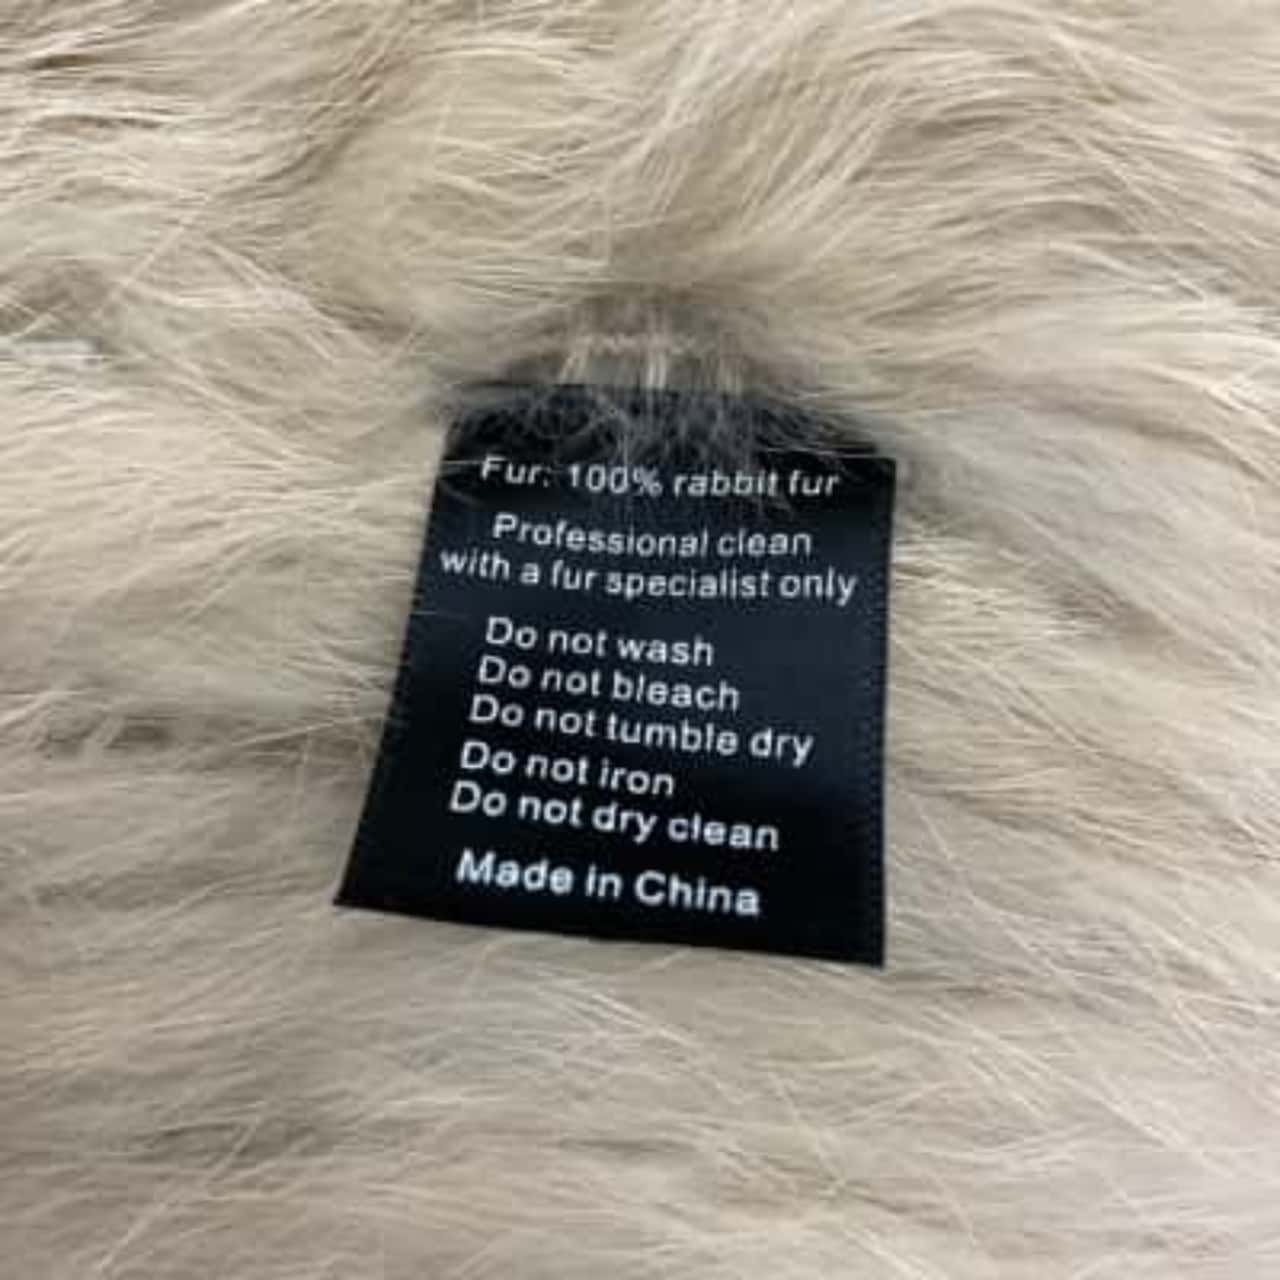 Fur: 100% rabbit fur
Professional clean
with a fur specialist only
Do not wash
Do not bleach
Do not tumble dry
Do not iron
Do not dry clean
Made in China